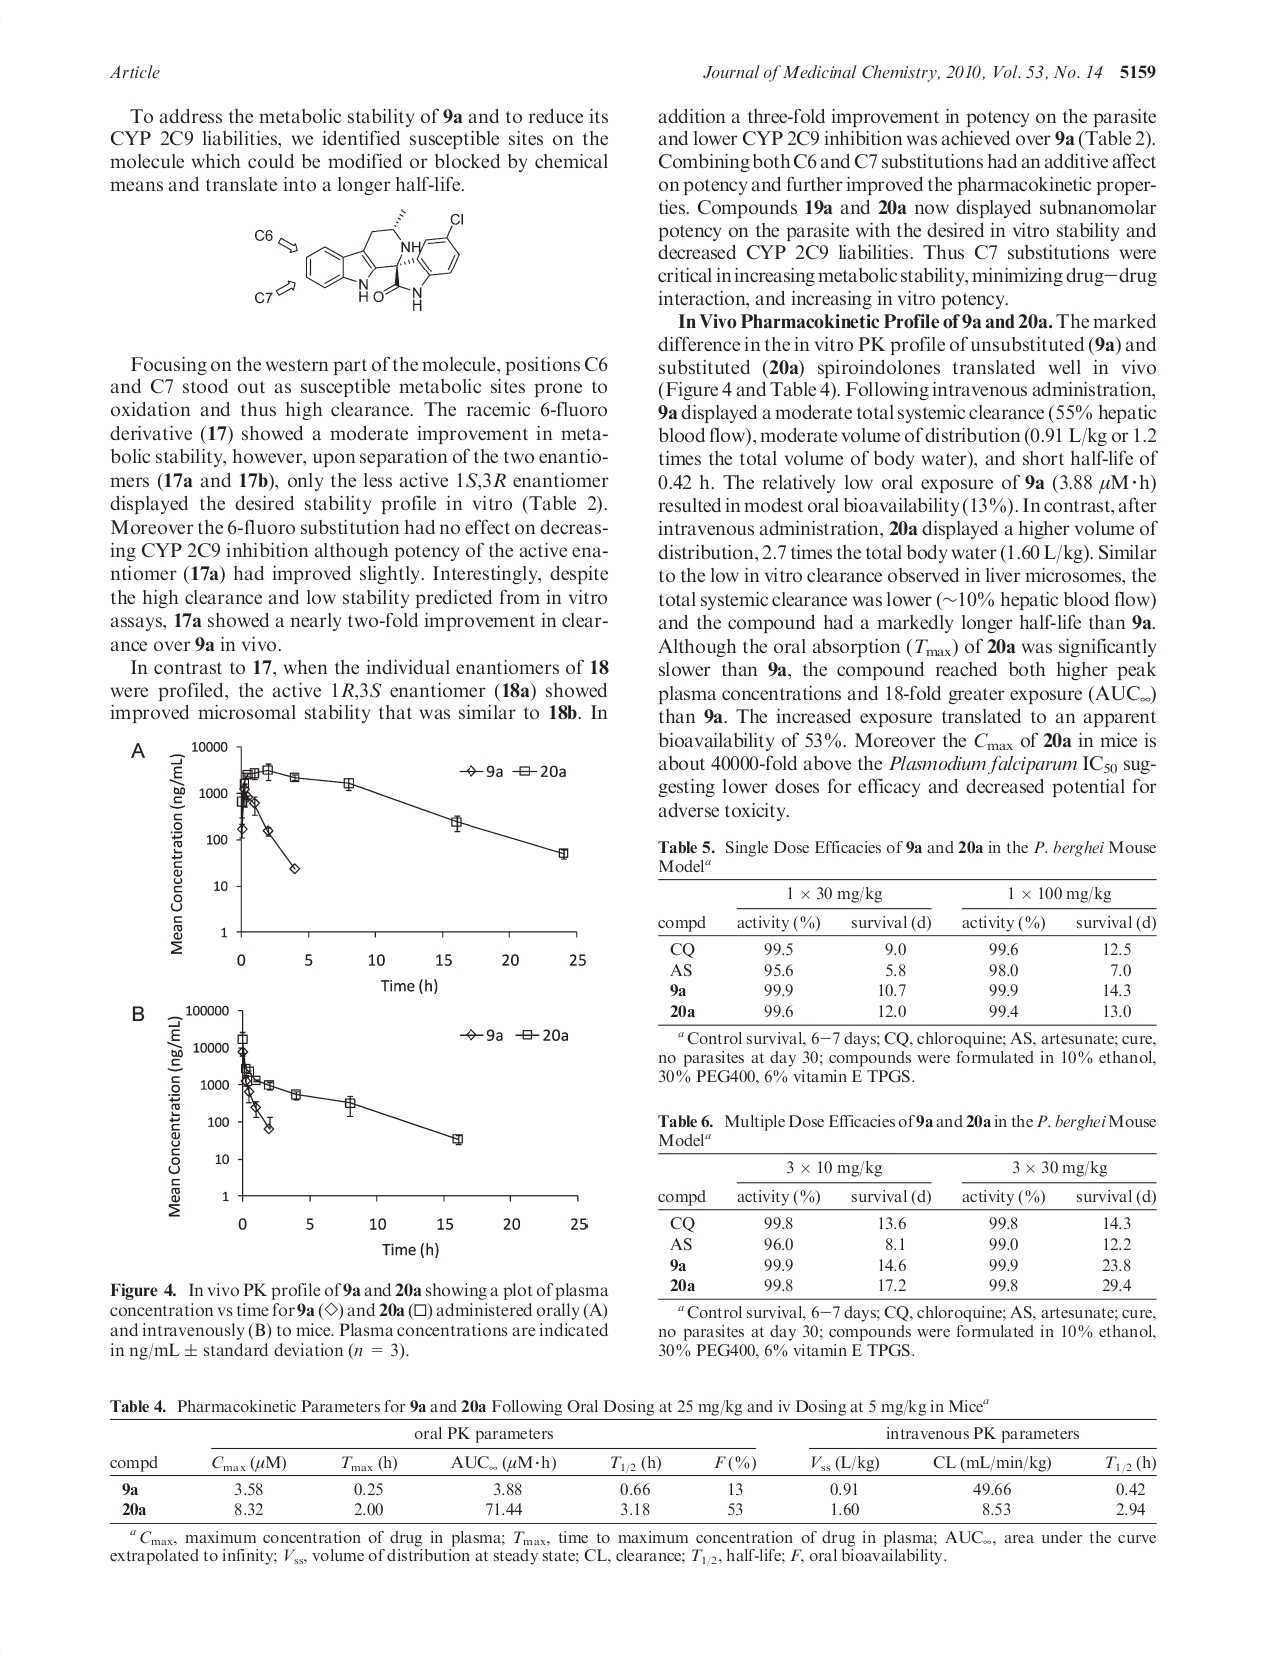 Article
Journal of Medicinal Chemistry, 2010, Vol. 53, No. 14 5159
To address the metabolic stability of 9a and to reduce its
CYP 2C9 liabilities, we identified susceptible sites on the
molecule which could be modified or blocked by chemical
means and translate into a longer half-life.
C6
C7
NH
Cl
N
H
O
N
H
Focusing on the western part of the molecule, positions C6
and C7 stood out as susceptible metabolic sites prone to
oxidation and thus high clearance. The racemic 6-fluoro
derivative (17) showed a moderate improvement in meta-
bolic stability, however, upon separation of the two enantio-
mers (17a and 17b), only the less active 1S,3R enantiomer
displayed the desired stability profile in vitro (Table 2).
Moreover the 6-fluoro substitution had no effect on decreas-
ing CYP 2C9 inhibition although potency of the active ena-
ntiomer (17a) had improved slightly. Interestingly, despite
the high clearance and low stability predicted from in vitro
assays, 17a showed a nearly two-fold improvement in clear-
ance over 9a in vivo.
In contrast to 17, when the individual enantiomers of 18
were profiled, the active 1R,3S enantiomer (18a) showed
improved microsomal stability that was similar to 18b. In
A
Mean Concentration (ng/mL)
10000
1000
100
10
1
9a 20a
0 5 10 15 20 25
Time (h)
B
Mean Concentration (ng/mL)
100000
10000
1000
100
10
1
9a 20a
0 5 10 15 20 25
Time (h)
Figure 4. In vivo PK profile of 9a and 20a showing a plot of plasma
concentration vs time for 9a (◇) and 20a (□) administered orally (A)
and intravenously (B) to mice. Plasma concentrations are indicated
in ng/mL ± standard deviation (n = 3).
addition a three-fold improvement in potency on the parasite
and lower CYP 2C9 inhibition was achieved over 9a (Table 2).
Combining both C6 and C7 substitutions had an additive affect
on potency and further improved the pharmacokinetic proper-
ties. Compounds 19a and 20a now displayed subnanomolar
potency on the parasite with the desired in vitro stability and
decreased CYP 2C9 liabilities. Thus C7 substitutions were
critical in increasing metabolic stability, minimizing drug−drug
interaction, and increasing in vitro potency.
In Vivo Pharmacokinetic Profile of 9a and 20a. The marked
difference in the in vitro PK profile of unsubstituted (9a) and
substituted (20a) spiroindolones translated well in vivo
(Figure 4 and Table 4). Following intravenous administration,
9a displayed a moderate total systemic clearance (55% hepatic
blood flow), moderate volume of distribution (0.91 L/kg or 1.2
times the total volume of body water), and short half-life of
0.42 h. The relatively low oral exposure of 9a (3.88 μM·h)
resulted in modest oral bioavailability (13%). In contrast, after
intravenous administration, 20a displayed a higher volume of
distribution, 2.7 times the total body water (1.60 L/kg). Similar
to the low in vitro clearance observed in liver microsomes, the
total systemic clearance was lower (∼10% hepatic blood flow)
and the compound had a markedly longer half-life than 9a.
Although the oral absorption (Tmax) of 20a was significantly
slower than 9a, the compound reached both higher peak
plasma concentrations and 18-fold greater exposure (AUC∞)
than 9a. The increased exposure translated to an apparent
bioavailability of 53%. Moreover the Cmax of 20a in mice is
about 40000-fold above the Plasmodium falciparum IC50 sug-
gesting lower doses for efficacy and decreased potential for
adverse toxicity.
Table 5. Single Dose Efficacies of 9a and 20a in the P. berghei Mouse
Model a
1 × 30 mg/kg 1 × 100 mg/kg
compd activity (%) survival (d) activity (%) survival (d)
CQ 99.5 9.0 99.6 12.5
AS 95.6 5.8 98.0 7.0
9a 99.9 10.7 99.9 14.3
20a 99.6 12.0 99.4 13.0
a Control survival, 6−7 days; CQ, chloroquine; AS, artesunate; cure,
no parasites at day 30; compounds were formulated in 10% ethanol,
30% PEG400, 6% vitamin E TPGS.
Table 6. Multiple Dose Efficacies of 9a and 20a in the P. berghei Mouse
Model a
3 × 10 mg/kg 3 × 30 mg/kg
compd activity (%) survival (d) activity (%) survival (d)
CQ 99.8 13.6 99.8 14.3
AS 96.0 8.1 99.0 12.2
9a 99.9 14.6 99.9 23.8
20a 99.8 17.2 99.8 29.4
a Control survival, 6−7 days; CQ, chloroquine; AS, artesunate; cure,
no parasites at day 30; compounds were formulated in 10% ethanol,
30% PEG400, 6% vitamin E TPGS.
Table 4. Pharmacokinetic Parameters for 9a and 20a Following Oral Dosing at 25 mg/kg and iv Dosing at 5 mg/kg in Mice a
oral PK parameters intravenous PK parameters
compd Cmax (μM) Tmax (h) AUC∞ (μM·h) T1/2 (h) F (%) Vss (L/kg) CL (mL/min/kg) T1/2 (h)
9a 3.58 0.25 3.88 0.66 13 0.91 49.66 0.42
20a 8.32 2.00 71.44 3.18 53 1.60 8.53 2.94
a Cmax, maximum concentration of drug in plasma; Tmax, time to maximum concentration of drug in plasma; AUC∞, area under the curve
extrapolated to infinity; Vss, volume of distribution at steady state; CL, clearance; T1/2, half-life; F, oral bioavailability.